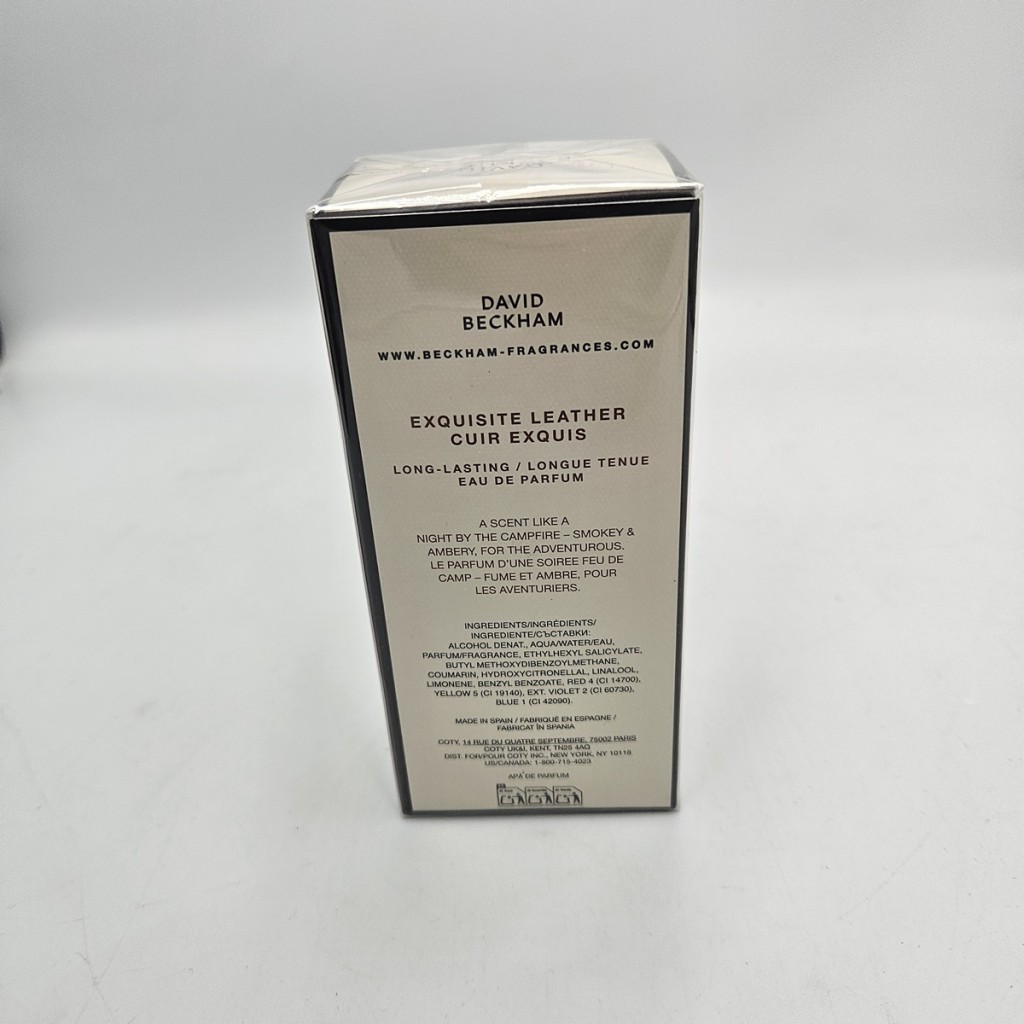 DAVID
BECKHAM
WWW.BECKHAM-FRAGRANCES.COM
EXQUISITE LEATHER
CUIR EXQUIS
LONG-LASTING / LONGUE TENUE
EAU DE PARFUM
A SCENT LIKE A
NIGHT BY THE CAMPFIRE – SMOKEY &
AMBERY, FOR THE ADVENTUROUS.
LE PARFUM D'UNE SOIREE FEU DE
CAMP – FUME ET AMBRE, POUR
LES AVENTURIERS.
INGREDIENTS/INGRÉDIENTS/
INGREDIENTE/СЪСТАВКИ:
ALCOHOL DENAT., AQUA/WATER/EAU,
PARFUM/FRAGRANCE, ETHYLHEXYL SALICYLATE,
BUTYL METHOXYDIBENZOYLMETHANE,
COUMARIN, HYDROXYCITRONELLAL, LINALOOL,
LIMONENE, BENZYL BENZOATE, RED 4 (CI 14700),
YELLOW 5 (CI 19140), EXT. VIOLET 2 (CI 60730),
BLUE 1 (CI 42090).
MADE IN SPAIN / FABRIQUÉ EN ESPAGNE /
FABRICAT ÎN SPANIA
COTY, 14 RUE DU QUATRE SEPTEMBRE, 75002 PARIS
COTY UK&I, KENT, TN25 4AQ
DIST. FOR/POUR COTY INC., NEW YORK, NY 10118
US/CANADA: 1-800-715-4023
APĂ DE PARFUM